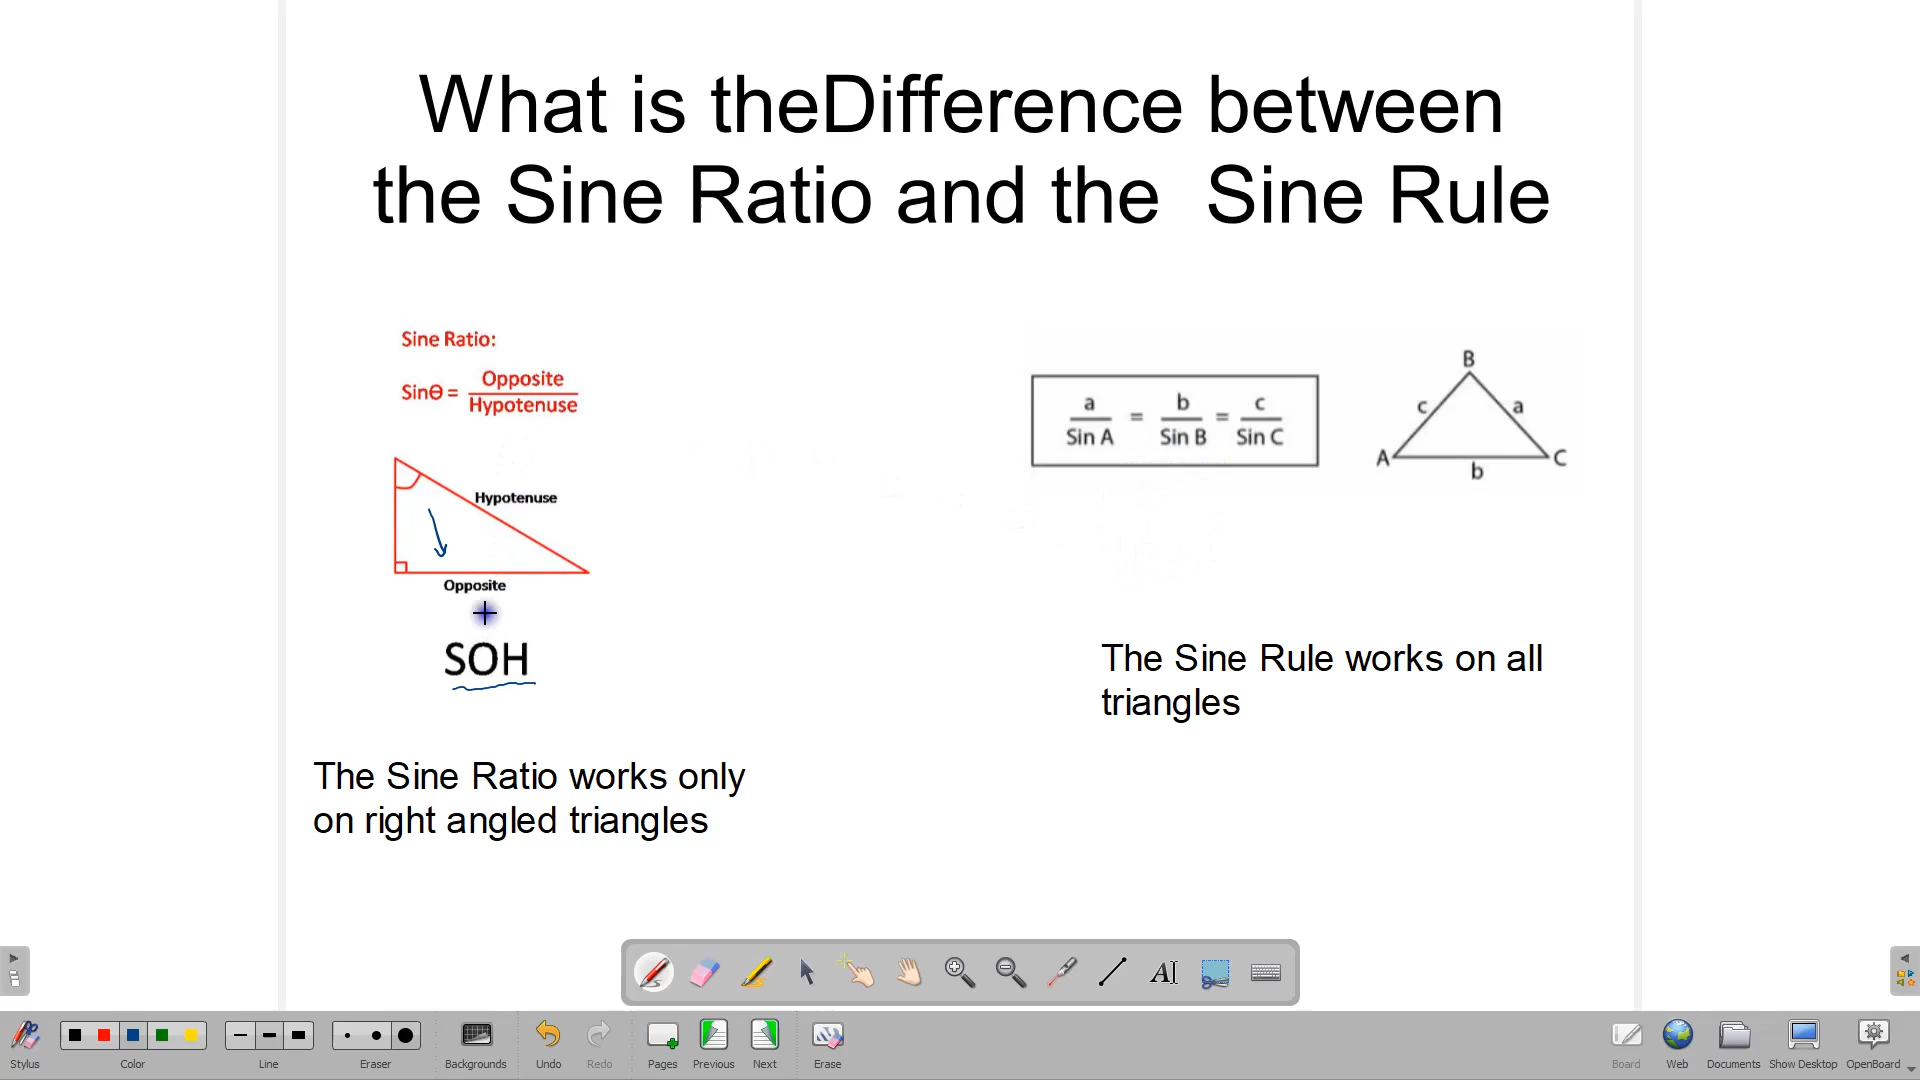 What is theDifference between
the Sine Ratio and the Sine Rule
Sine Ratio:
Sinθ = Opposite
Hypotenuse
Hypotenuse
Opposite
SOH
The Sine Ratio works only
on right angled triangles
a = b = c
Sin A Sin B Sin C
B
c a
A C
b
The Sine Rule works on all
triangles
AI
Stylus Color Line Eraser Backgrounds Undo Redo Pages Previous Next Erase Board Web Documents Show Desktop OpenBoard